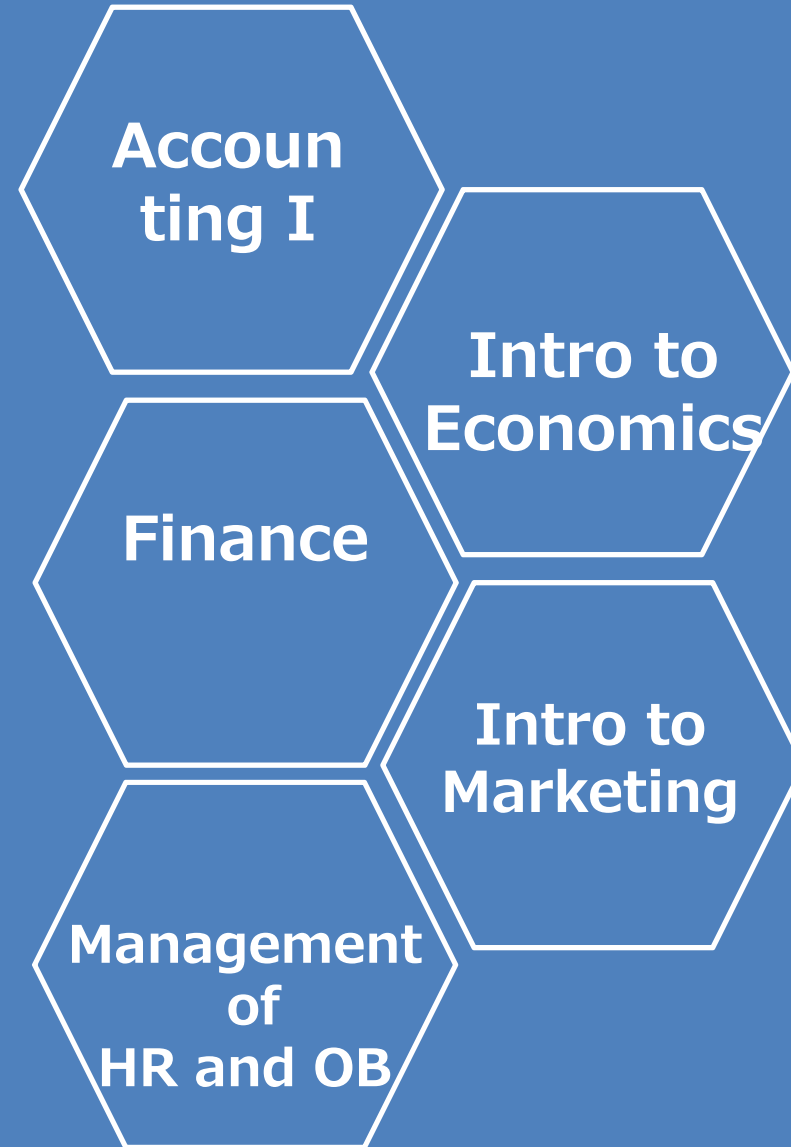 Accoun
ting I
Intro to
Economics
Finance
Intro to
Marketing
Management
of
HR and OB